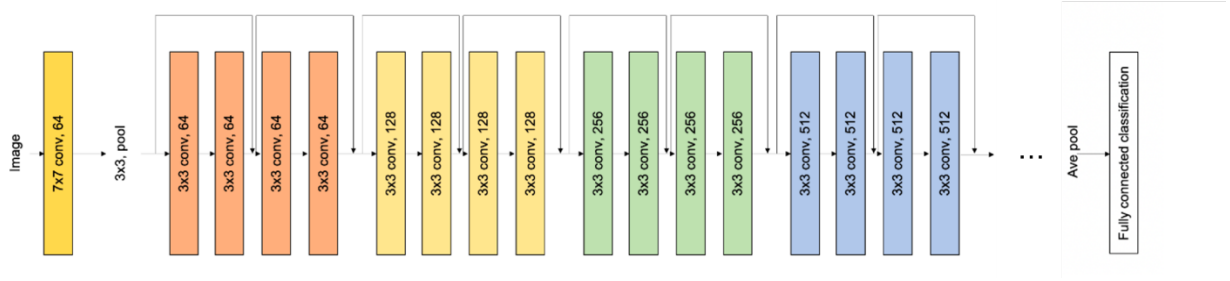 Image
7x7 conv, 64
3x3, pool
3x3 conv, 64
3x3 conv, 64
3x3 conv, 64
3x3 conv, 64
3x3 conv, 128
3x3 conv, 128
3x3 conv, 128
3x3 conv, 128
3x3 conv, 256
3x3 conv, 256
3x3 conv, 256
3x3 conv, 256
3x3 conv, 512
3x3 conv, 512
3x3 conv, 512
3x3 conv, 512
...
Ave pool
Fully connected classification